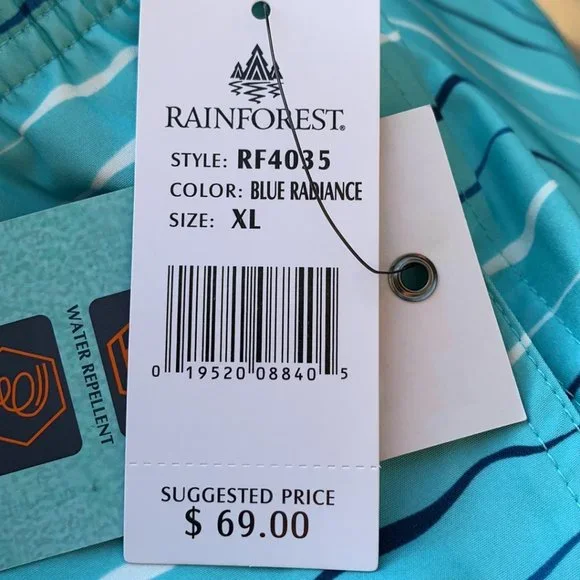 RAINFOREST®
STYLE: RF4035
COLOR: BLUE RADIANCE
SIZE: XL
0 19520 08840 5
SUGGESTED PRICE
$ 69.00
WATER REPELLENT